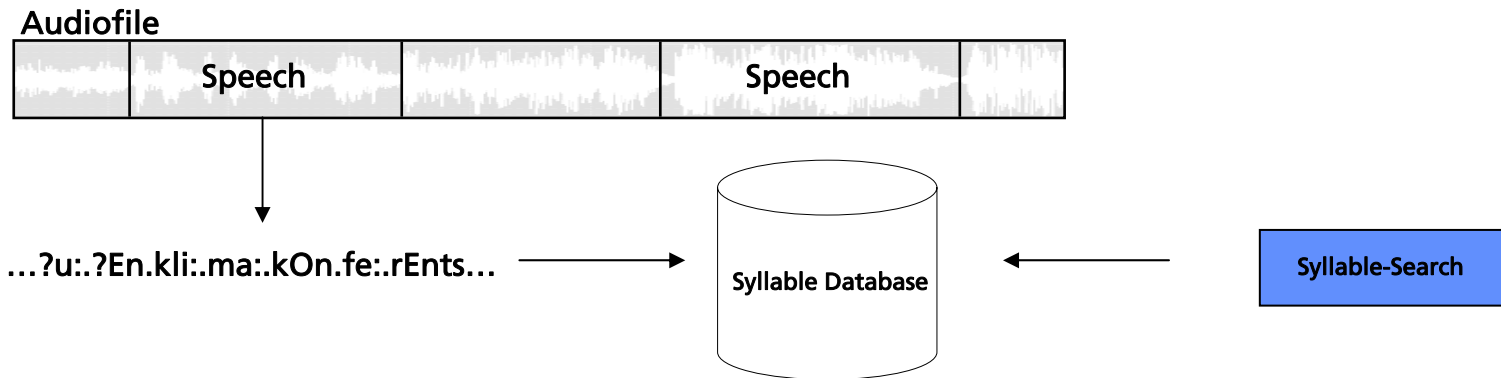 Audiofile
Speech
Speech
...?u:.?En.kli:.ma:.kOn.fe:.rEnts...
Syllable Database
Syllable-Search